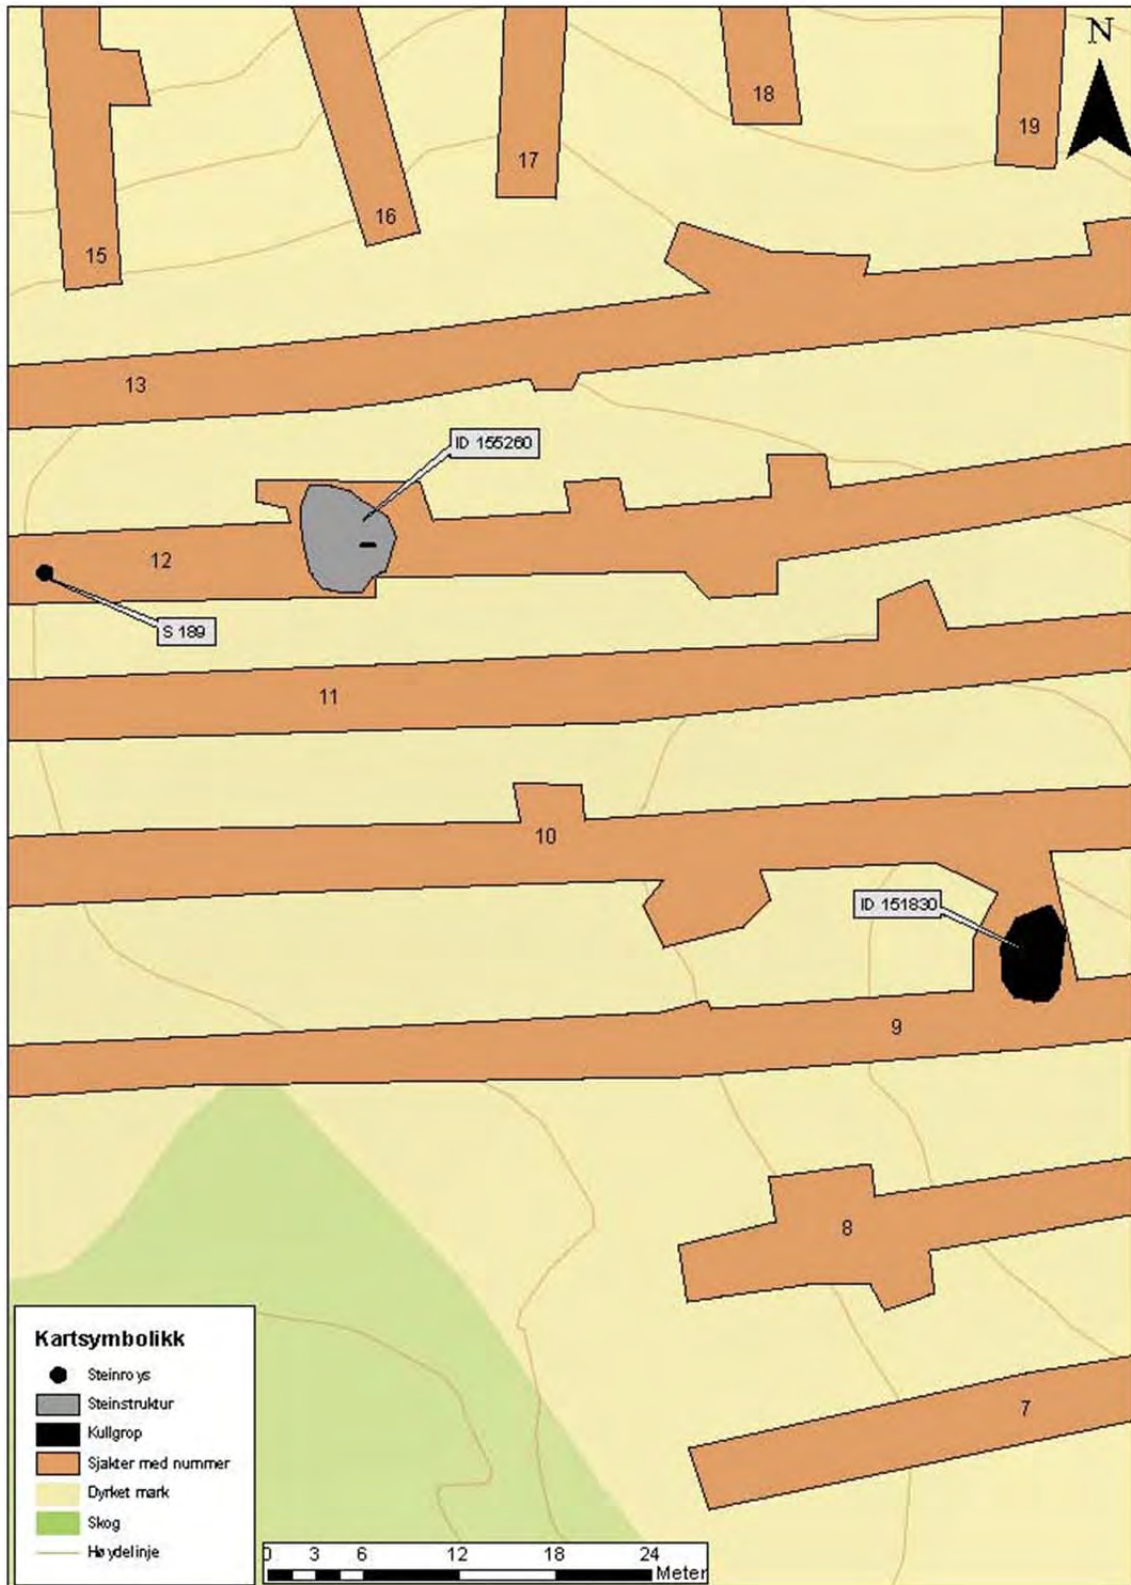 N
18
19
17
16
15
13
ID 155260
12
S 189
11
10
ID 151830
9
8
7
Kartsymbolikk
Steinroys
Steinstruktur
Kullgrop
Sjakter med nummer
Dyrket mark
Skog
Høydelinje
0 3 6 12 18 24
Meter